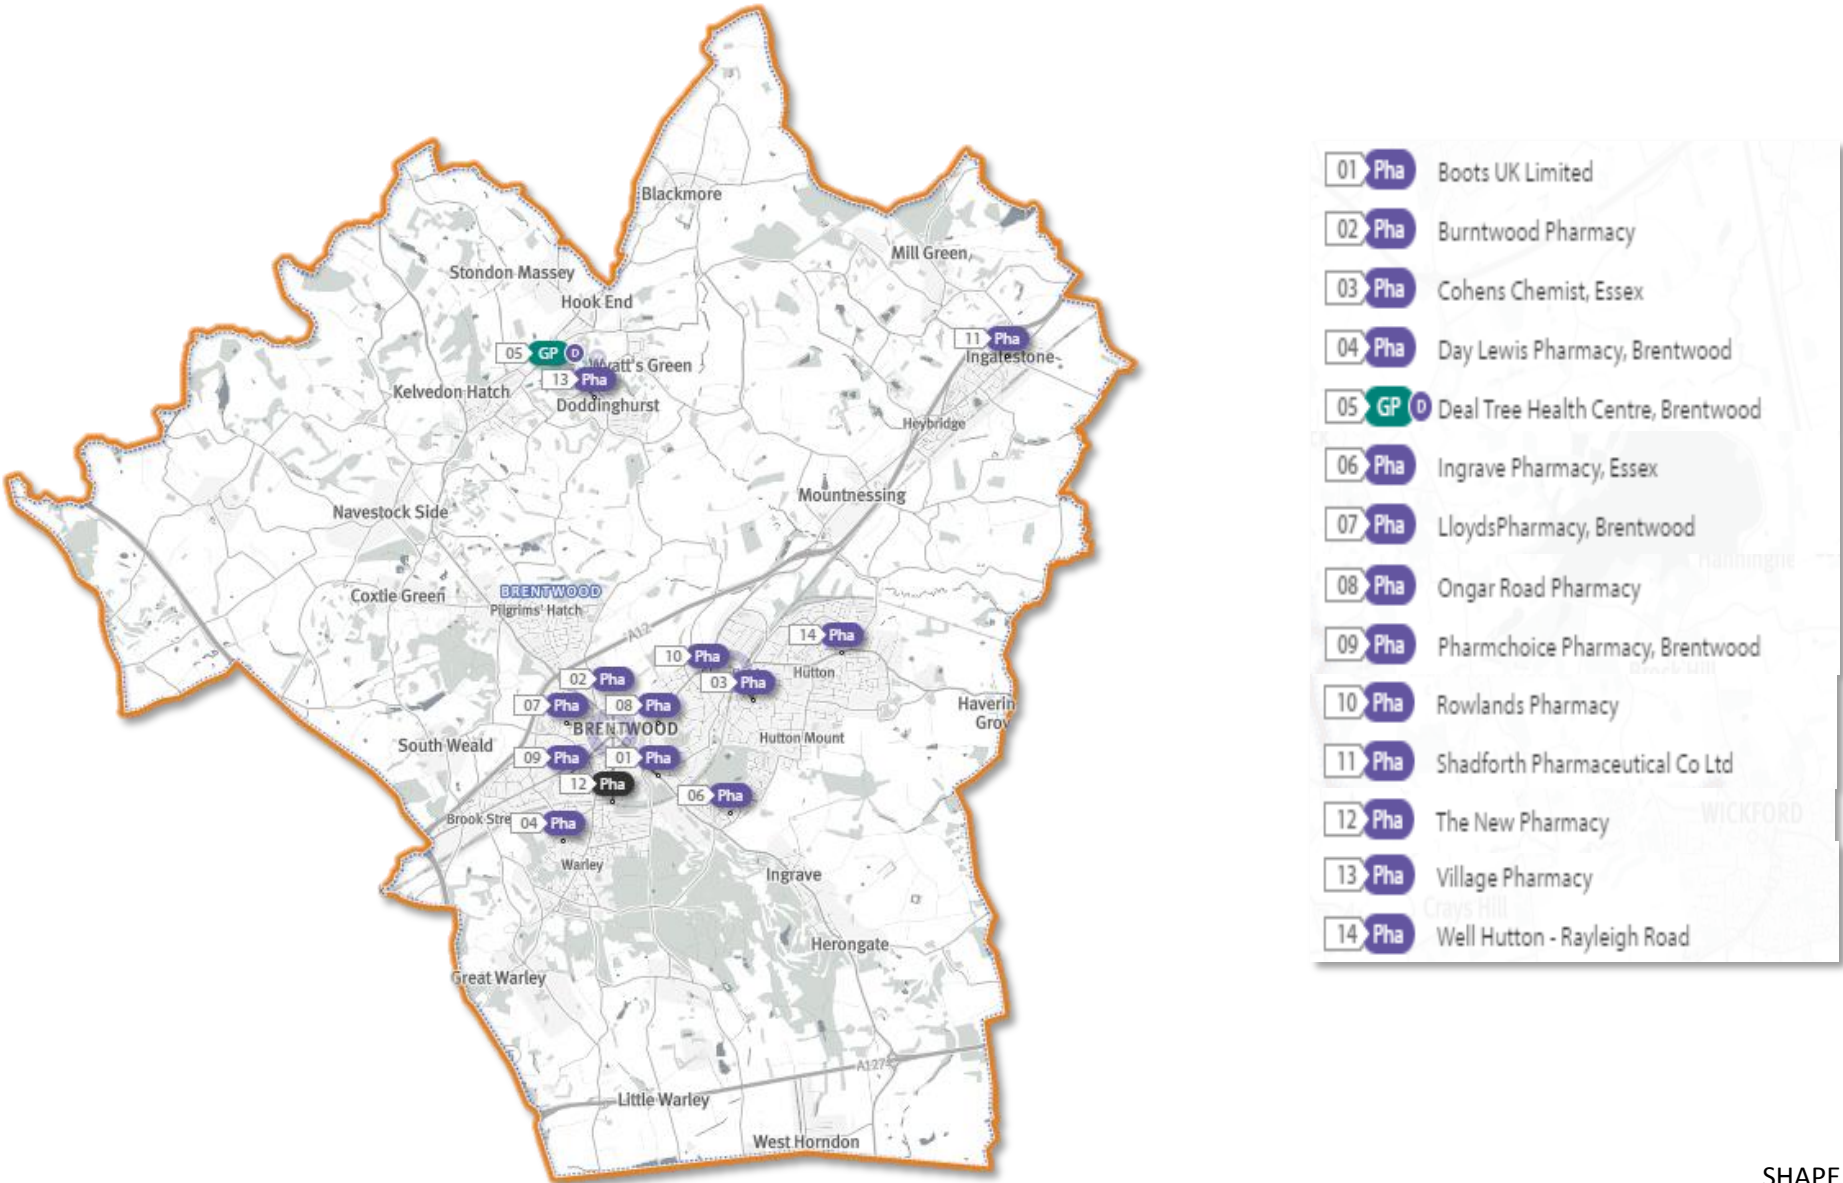 Blackmore
Mill Green
Stondon Massey
Hook End
11 Pha
Ingatestone
05 GP D
Wyatt's Green
13 Pha
Kelvedon Hatch
Doddinghurst
Heybridge
Mountnessing
Navestock Side
BRENTWOOD
Coxtie Green
Pilgrims' Hatch
A12
14 Pha
10 Pha
Hutton
02 Pha
03 Pha
07 Pha
08 Pha
Haverin
Grov
BRENTWOOD
Hutton Mount
South Weald
09 Pha
01 Pha
12 Pha
06 Pha
Brook Stre
04 Pha
Warley
Ingrave
Herongate
Great Warley
A127
Little Warley
West Horndon
01 Pha Boots UK Limited
02 Pha Burntwood Pharmacy
03 Pha Cohens Chemist, Essex
04 Pha Day Lewis Pharmacy, Brentwood
05 GP D Deal Tree Health Centre, Brentwood
06 Pha Ingrave Pharmacy, Essex
07 Pha LloydsPharmacy, Brentwood
08 Pha Ongar Road Pharmacy
09 Pha Pharmchoice Pharmacy, Brentwood
10 Pha Rowlands Pharmacy
11 Pha Shadforth Pharmaceutical Co Ltd
12 Pha The New Pharmacy
WICKFORD
13 Pha Village Pharmacy
Crays Hill
14 Pha Well Hutton - Rayleigh Road
SHAPE